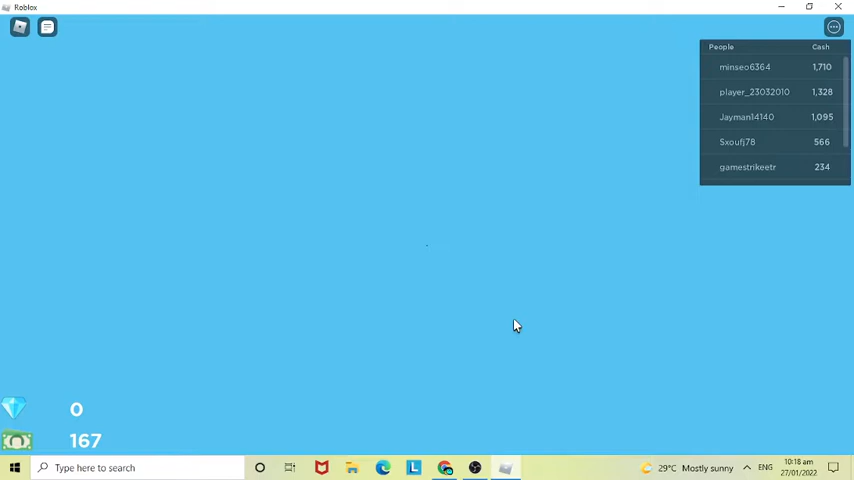 Roblox
People Cash
minseo6364 1,710
player_23032010 1,328
Jayman14140 1,095
Sxoufj78 566
gamestrikeetr 234
0
167
Type here to search
L
29°C Mostly sunny
ENG
10:18 am
27/01/2022